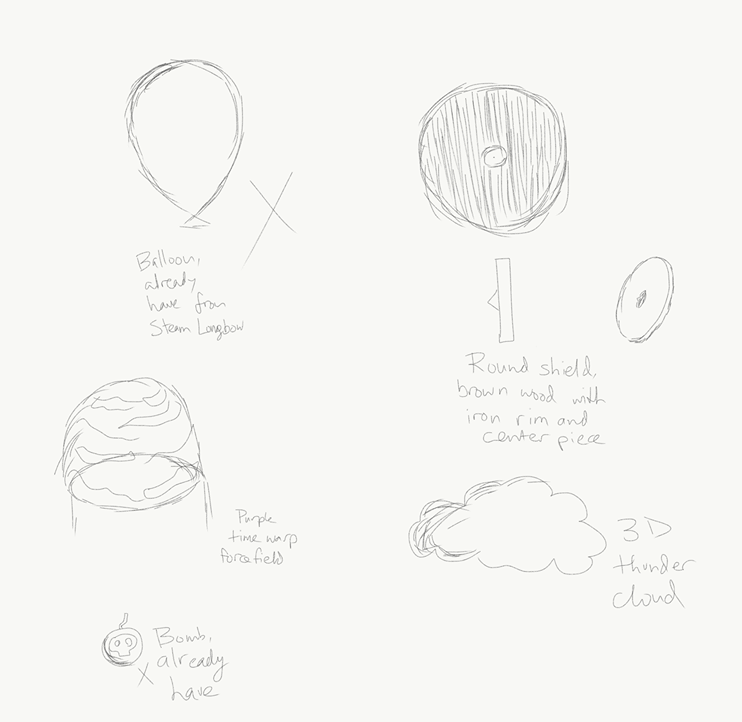 Balloon,
already
have from
Steam Longbow
Round shield,
brown wood with
iron rim and
center piece
Purple
time warp
forcefield
3D
thunder
cloud
Bomb,
already
have